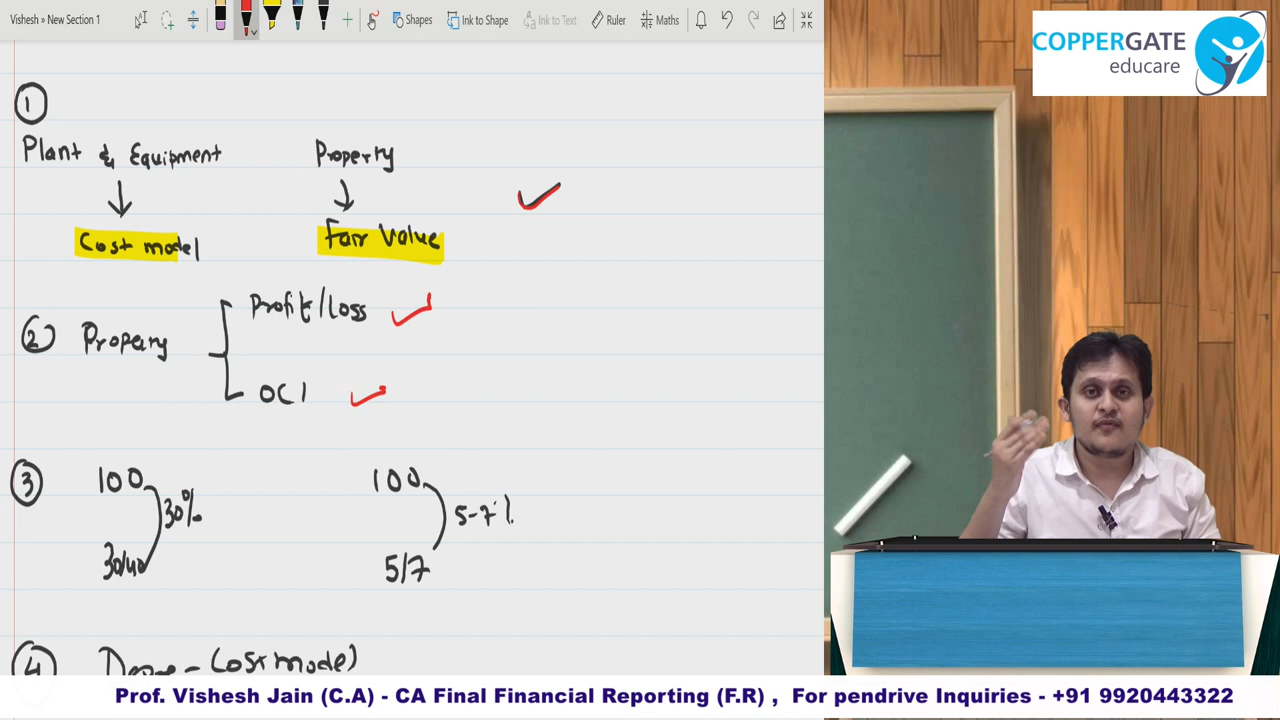 Vishesh » New Section 1
Shapes
Ink to Shape
Ink to Text
Ruler
Maths
COPPERGATE
educare
1
Plant & Equipment Property
Cost model Fair Value
2 Property Profit/Loss
OCI
3 100 30% 30/40
100 5-7% 5/7
4 - Cost model
Prof. Vishesh Jain (C.A) - CA Final Financial Reporting (F.R) , For pendrive Inquiries - +91 9920443322